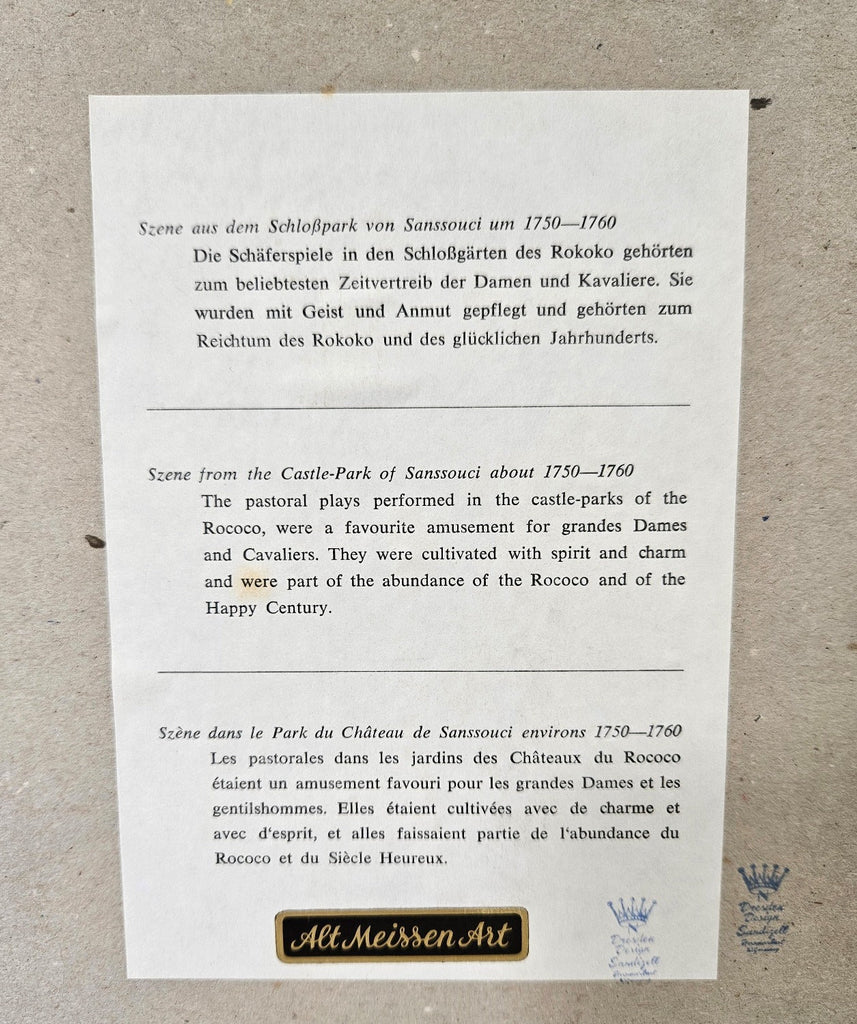 Szene aus dem Schloßpark von Sanssouci um 1750—1760
Die Schäferspiele in den Schloßgärten des Rokoko gehörten
zum beliebtesten Zeitvertreib der Damen und Kavaliere. Sie
wurden mit Geist und Anmut gepflegt und gehörten zum
Reichtum des Rokoko und des glücklichen Jahrhunderts.
Szene from the Castle-Park of Sanssouci about 1750—1760
The pastoral plays performed in the castle-parks of the
Rococo, were a favourite amusement for grandes Dames
and Cavaliers. They were cultivated with spirit and charm
and were part of the abundance of the Rococo and of the
Happy Century.
Szène dans le Park du Château de Sanssouci environs 1750—1760
Les pastorales dans les jardins des Châteaux du Rococo
étaient un amusement favouri pour les grandes Dames et les
gentilshommes. Elles étaient cultivées avec de charme et
avec d‘esprit, et alles faissaient partie de l‘abundance du
Rococo et du Siècle Heureux.
Alt Meissen Art
Dresden
Design
Sandizell
Dresden
Design
Sandizell